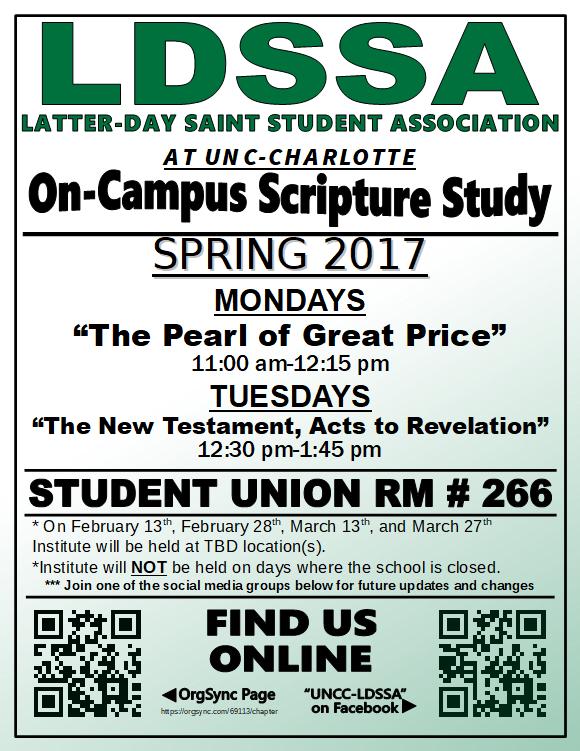 LDSSA
LATTER-DAY SAINT STUDENT ASSOCIATION
AT UNC-CHARLOTTE
On-Campus Scripture Study
SPRING 2017
MONDAYS
“The Pearl of Great Price”
11:00 am-12:15 pm
TUESDAYS
“The New Testament, Acts to Revelation”
12:30 pm-1:45 pm
STUDENT UNION RM # 266
* On February 13th, February 28th, March 13th, and March 27th
Institute will be held at TBD location(s).
*Institute will NOT be held on days where the school is closed.
*** Join one of the social media groups below for future updates and changes
FIND US
ONLINE
◀OrgSync Page
https://orgsync.com/69113/chapter
“UNCC-LDSSA”
on Facebook▶